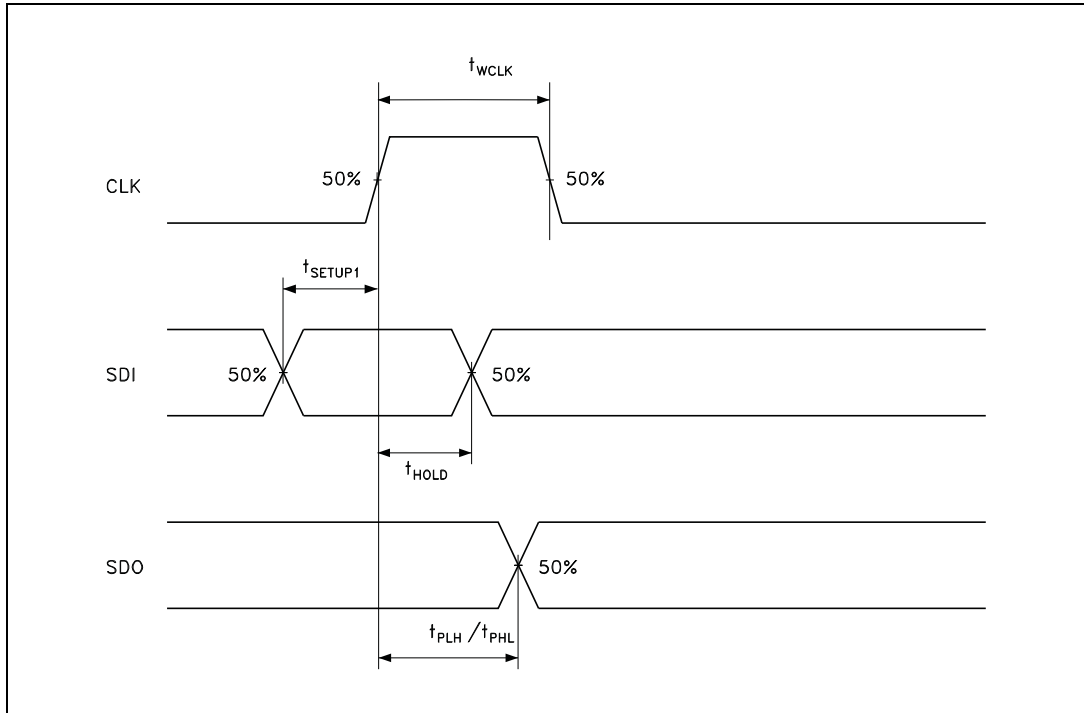 tWCLK
CLK 50% 50%
tSETUP1
SDI 50% 50%
tHOLD
SDO 50%
tPLH /tPHL